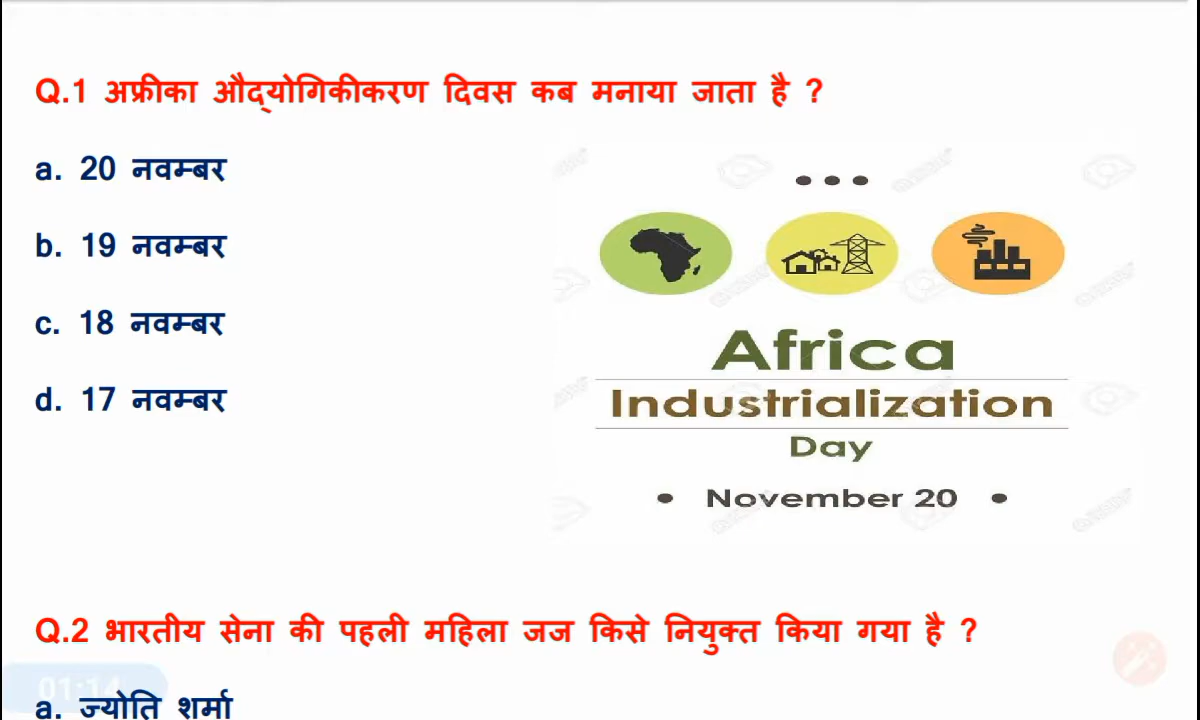 Q.1 अफ्रीका औद्योगिकीकरण दिवस कब मनाया जाता है ?
a. 20 नवम्बर
b. 19 नवम्बर
c. 18 नवम्बर
d. 17 नवम्बर
Africa
Industrialization
Day
• November 20 •
Q.2 भारतीय सेना की पहली महिला जज किसे नियुक्त किया गया है ?
01:14
a. ज्योति शर्मा